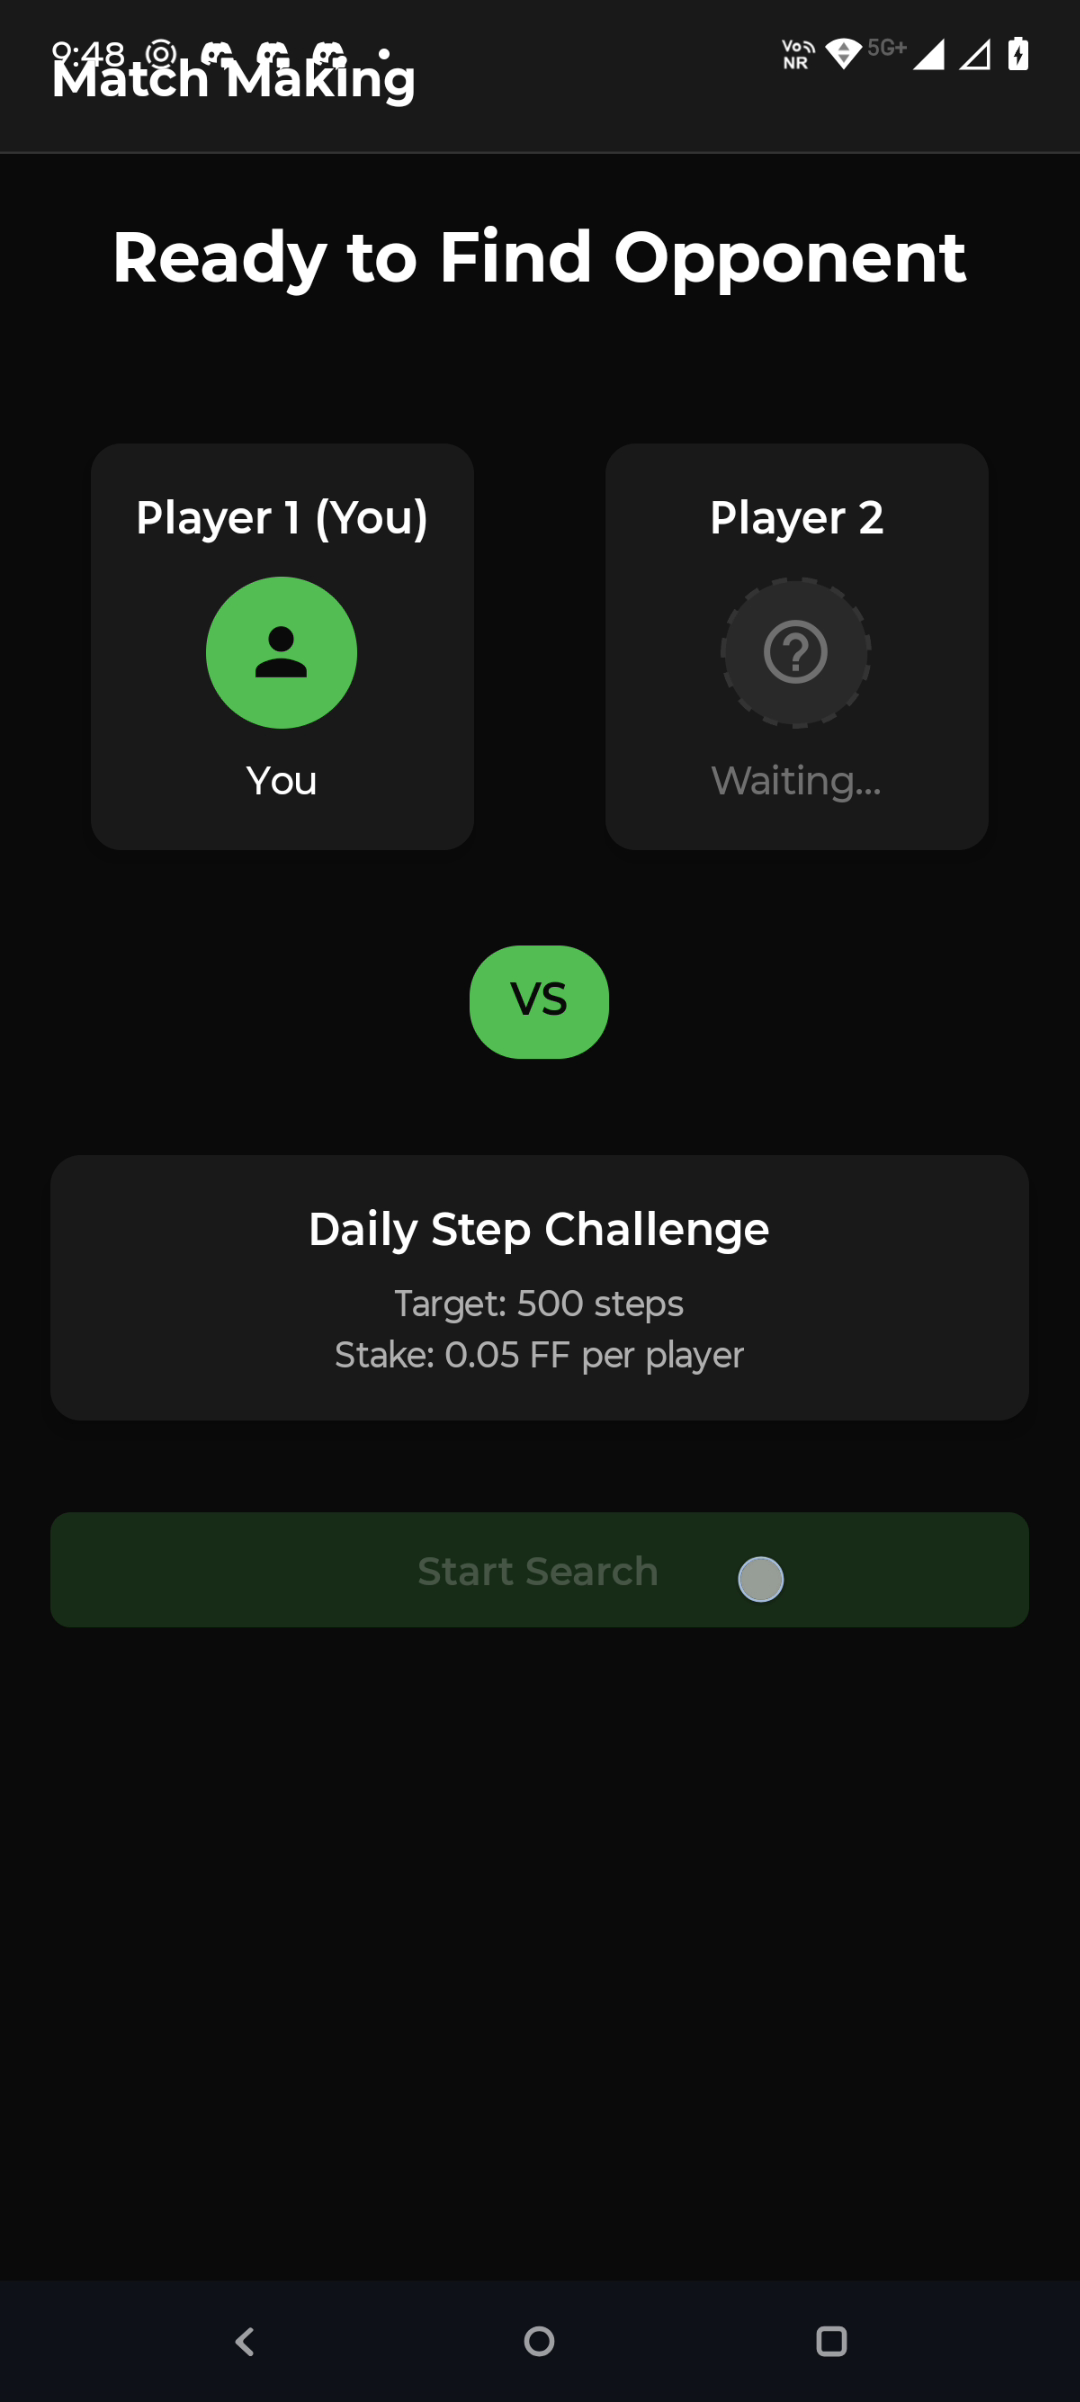 9:48
Vo
NR
5G+
Match Making
Ready to Find Opponent
Player 1 (You)
Player 2
?
You
Waiting...
VS
Daily Step Challenge
Target: 500 steps
Stake: 0.05 FF per player
Start Search